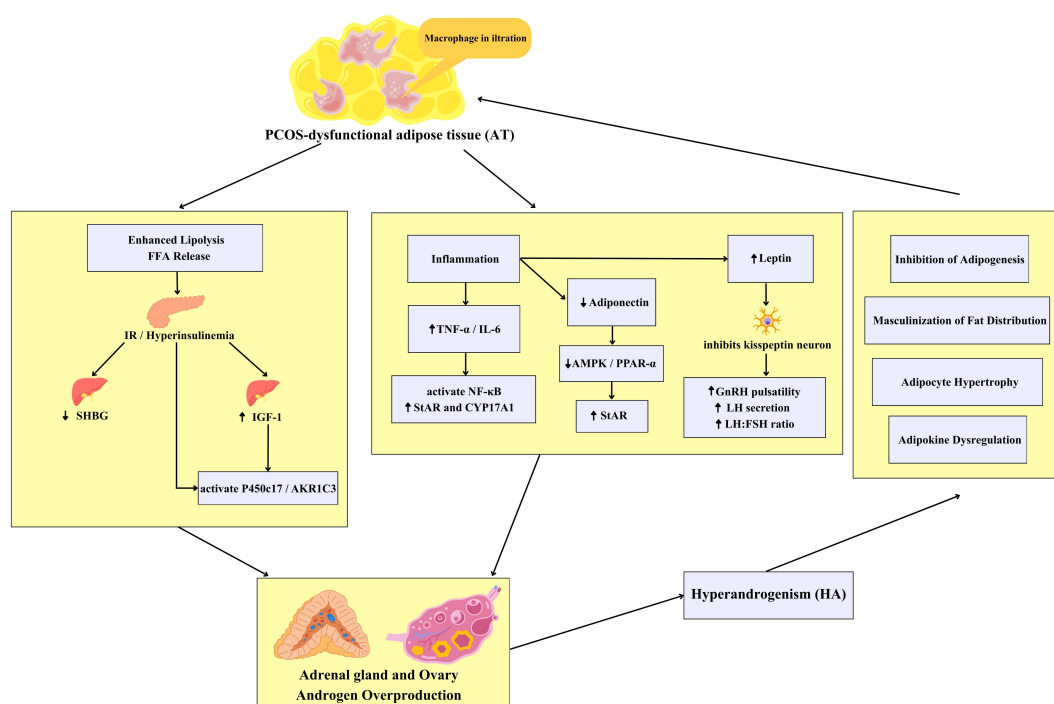 Macrophage in iltration
PCOS-dysfunctional adipose tissue (AT)
Enhanced Lipolysis
FFA Release
IR / Hyperinsulinemia
↓ SHBG
↑ IGF-1
activate P450c17 / AKR1C3
Inflammation
↑TNF-α / IL-6
activate NF-κB
↑ StAR and CYP17A1
↓ Adiponectin
↓AMPK / PPAR-α
↑ StAR
↑Leptin
inhibits kisspeptin neuron
↑GnRH pulsatility
↑ LH secretion
↑ LH:FSH ratio
Inhibition of Adipogenesis
Masculinization of Fat Distribution
Adipocyte Hypertrophy
Adipokine Dysregulation
Adrenal gland and Ovary
Androgen Overproduction
Hyperandrogenism (HA)